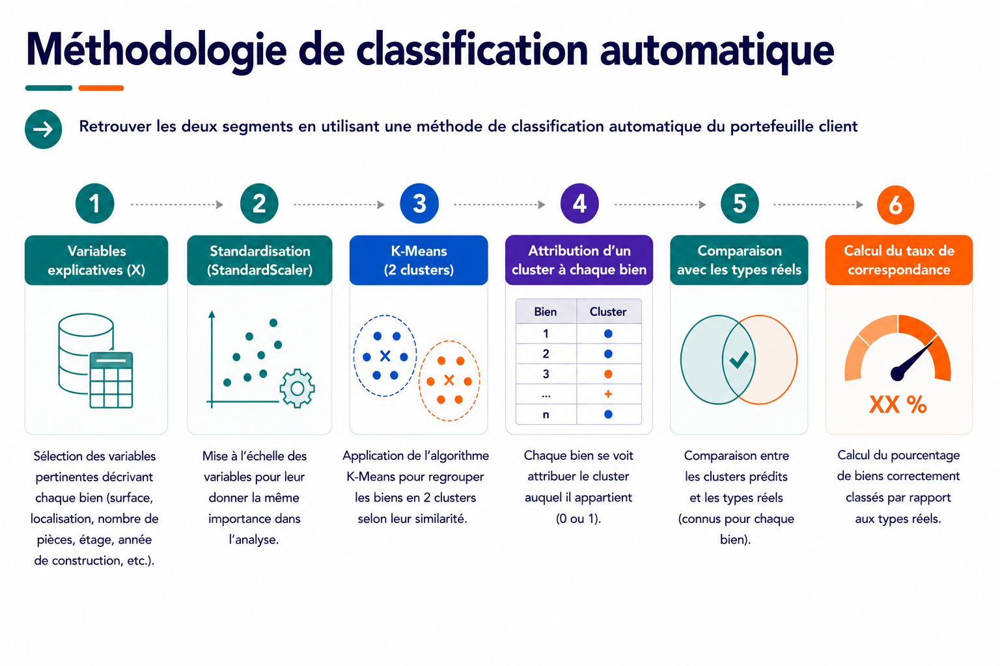 Méthodologie de classification automatique
Retrouver les deux segments en utilisant une méthode de classification automatique du portefeuille client
1
2
3
4
5
6
Variables
explicatives (X)
Standardisation
(StandardScaler)
K-Means
(2 clusters)
Attribution d'un
cluster à chaque bien
Comparaison
avec les types réels
Calcul du taux de
correspondance
Bien Cluster
1
2
3
...
n
XX %
Sélection des variables
pertinentes décrivant
chaque bien (surface,
localisation, nombre de
pièces, étage, année
de construction, etc.).
Mise à l'échelle des
variables pour leur
donner la même
importance dans
l'analyse.
Application de l'algorithme
K-Means pour regrouper
les biens en 2 clusters
selon leur similarité.
Chaque bien se voit
attribuer le cluster
auquel il appartient
(0 ou 1).
Comparaison entre
les clusters prédits
et les types réels
(connus pour chaque
bien).
Calcul du pourcentage
de biens correctement
classés par rapport
aux types réels.